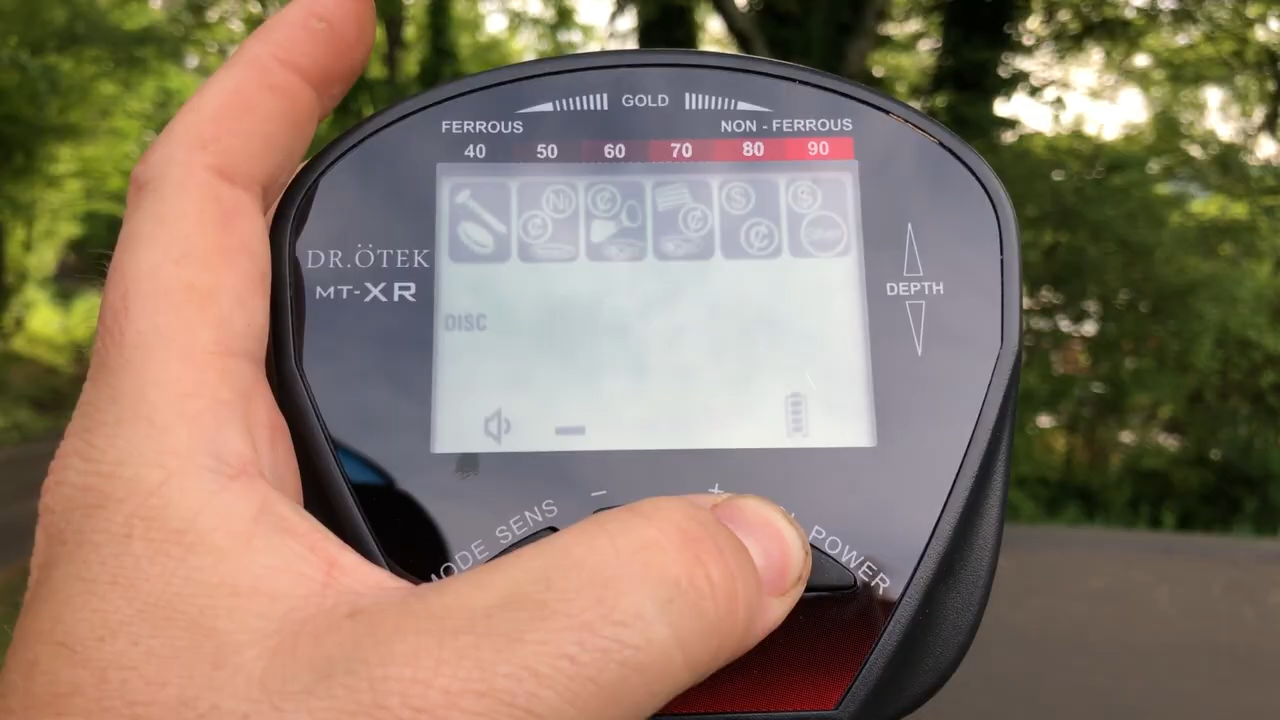 GOLD
FERROUS NON - FERROUS
40 50 60 70 80 90
DR.ÖTEK
MT-XR
DEPTH
DISC
MODE SENS − + POWER